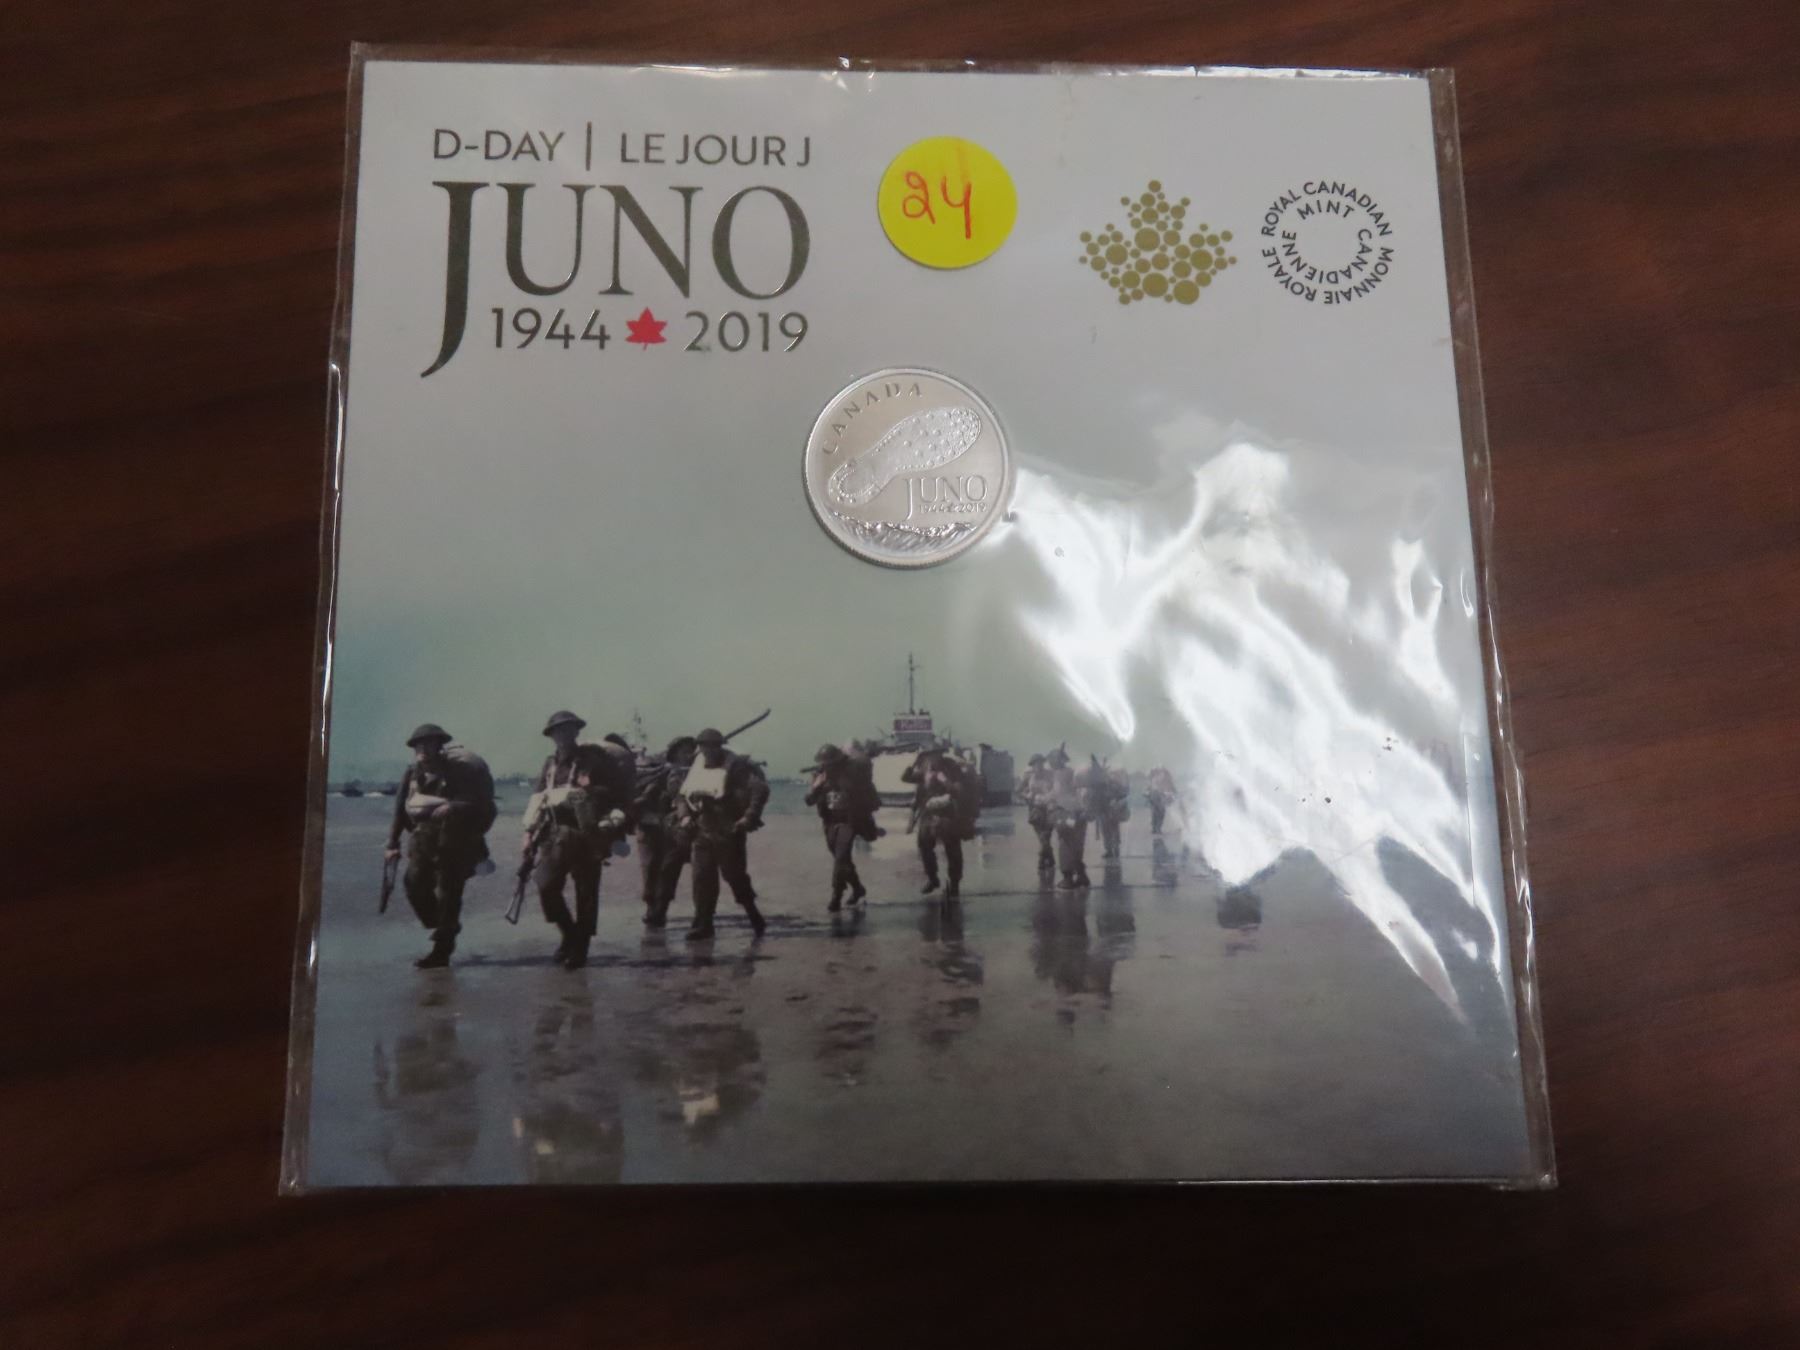 D-DAY | LE JOUR J
JUNO
1944 2019
24
ROYAL CANADIAN MINT
MONNAIE ROYALE CANADIENNE
CANADA
JUNO
1944 2019